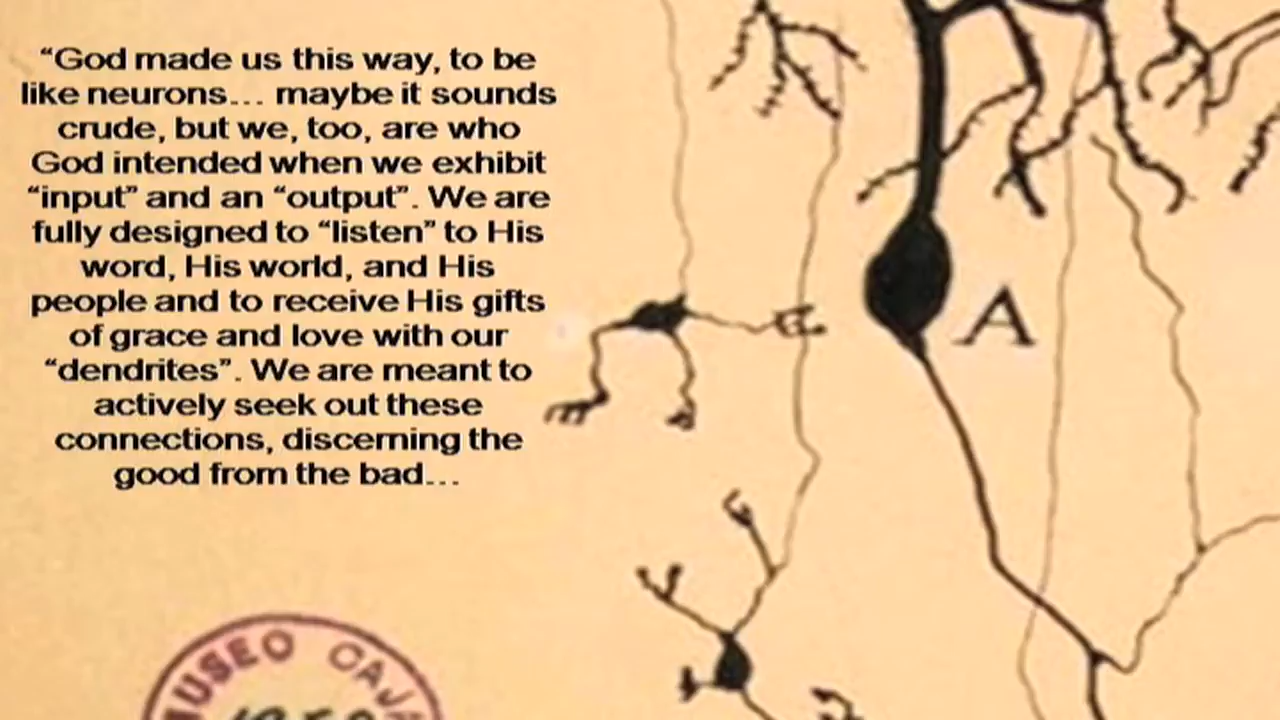 “God made us this way, to be
like neurons... maybe it sounds
crude, but we, too, are who
God intended when we exhibit
“input” and an “output”. We are
fully designed to “listen” to His
word, His world, and His
people and to receive His gifts
of grace and love with our
“dendrites”. We are meant to
actively seek out these
connections, discerning the
good from the bad...
A
MUSEO CAJA